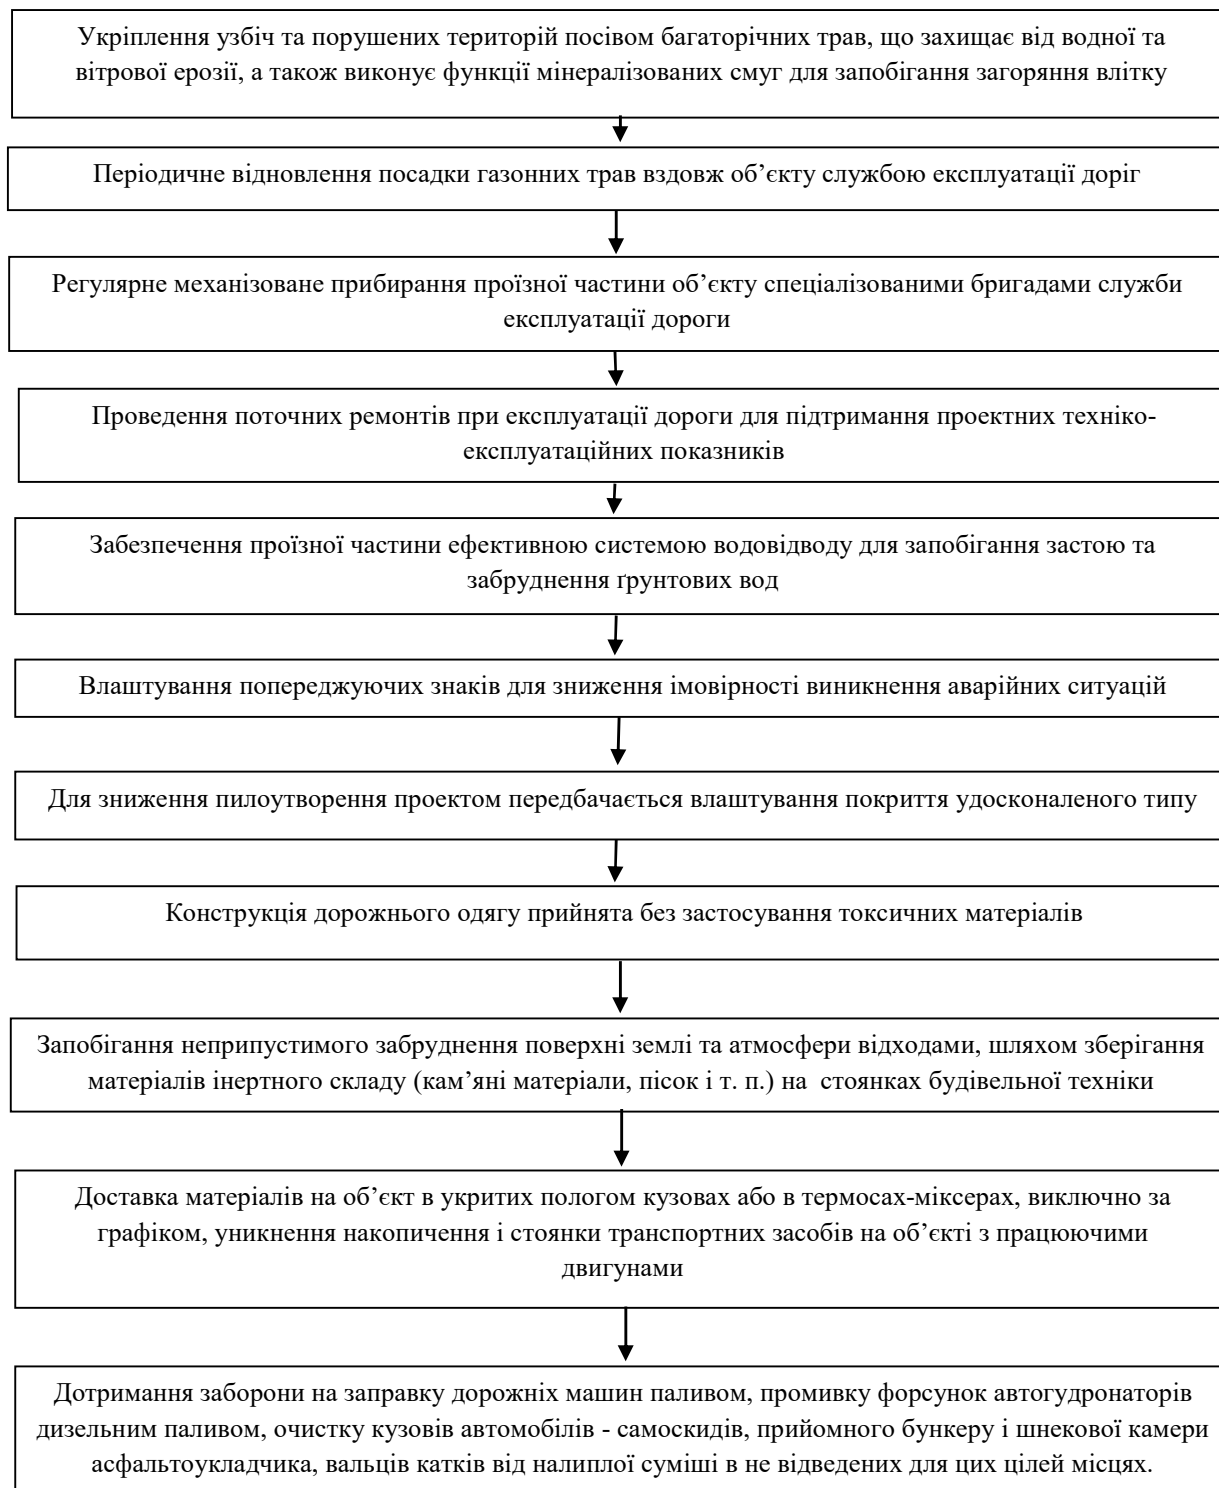 Укріплення узбіч та порушених територій посівом багаторічних трав, що захищає від водної та
вітрової ерозії, а також виконує функції мінералізованих смуг для запобігання загоряння влітку
Періодичне відновлення посадки газонних трав вздовж об’єкту службою експлуатації доріг
Регулярне механізоване прибирання проїзної частини об’єкту спеціалізованими бригадами служби
експлуатації дороги
Проведення поточних ремонтів при експлуатації дороги для підтримання проектних техніко-
експлуатаційних показників
Забезпечення проїзної частини ефективною системою водовідводу для запобігання застою та
забруднення ґрунтових вод
Влаштування попереджуючих знаків для зниження імовірності виникнення аварійних ситуацій
Для зниження пилоутворення проектом передбачається влаштування покриття удосконаленого типу
Конструкція дорожнього одягу прийнята без застосування токсичних матеріалів
Запобігання неприпустимого забруднення поверхні землі та атмосфери відходами, шляхом зберігання
матеріалів інертного складу (кам’яні матеріали, пісок і т. п.) на стоянках будівельної техніки
Доставка матеріалів на об’єкт в укритих пологом кузовах або в термосах-міксерах, виключно за
графіком, уникнення накопичення і стоянки транспортних засобів на об’єкті з працюючими
двигунами
Дотримання заборони на заправку дорожніх машин паливом, промивку форсунок автогудронаторів
дизельним паливом, очистку кузовів автомобілів - самоскидів, прийомного бункеру і шнекової камери
асфальтоукладчика, вальців катків від налиплої суміші в не відведених для цих цілей місцях.